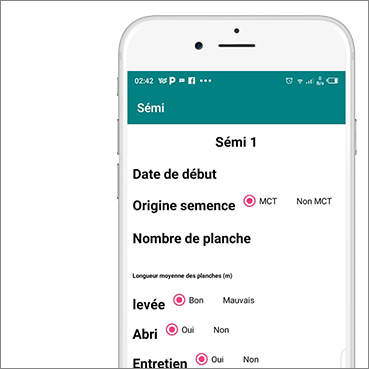 02:42
Sémi
Sémi 1
Date de début
Origine semence MCT Non MCT
Nombre de planche
Longueur moyenne des planches (m)
levée Bon Mauvais
Abri Oui Non
Entretien Oui Non